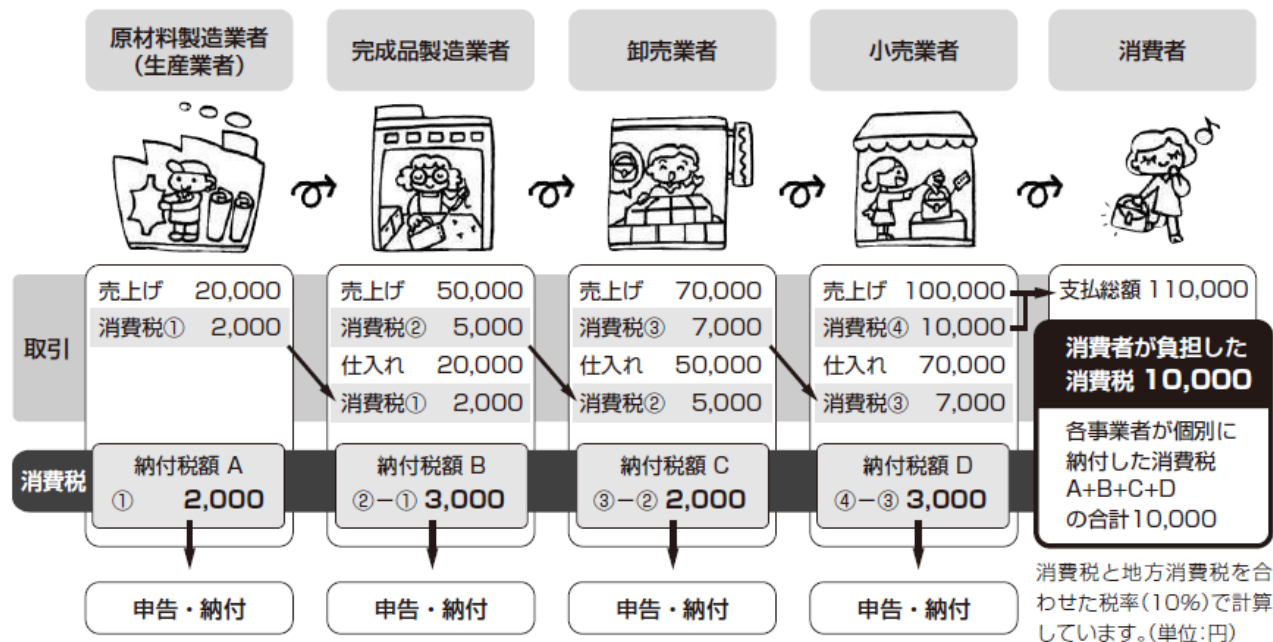 原材料製造業者
(生産業者)
完成品製造業者
卸売業者
小売業者
消費者
取引
売上げ 20,000
消費税① 2,000
売上げ 50,000
消費税② 5,000
仕入れ 20,000
消費税① 2,000
売上げ 70,000
消費税③ 7,000
仕入れ 50,000
消費税② 5,000
売上げ 100,000
消費税④ 10,000
仕入れ 70,000
消費税③ 7,000
支払総額 110,000
消費者が負担した
消費税 10,000
各事業者が個別に
納付した消費税
A+B+C+D
の合計10,000
消費税
納付税額 A
① 2,000
納付税額 B
②−① 3,000
納付税額 C
③−② 2,000
納付税額 D
④−③ 3,000
申告・納付
申告・納付
申告・納付
申告・納付
消費税と地方消費税を合
わせた税率(10%)で計算
しています。(単位:円)